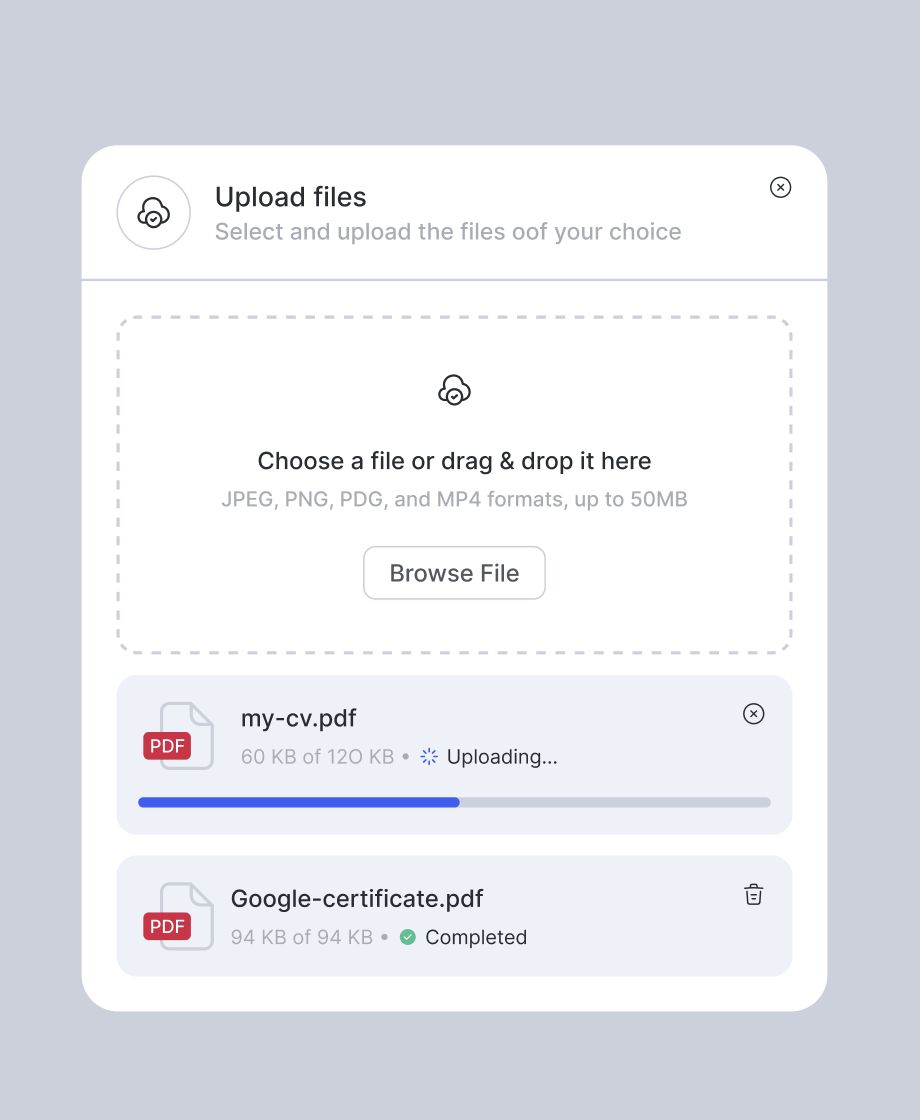 Upload files
Select and upload the files oof your choice
Choose a file or drag & drop it here
JPEG, PNG, PDG, and MP4 formats, up to 50MB
Browse File
PDF
my-cv.pdf
60 KB of 12O KB • Uploading...
PDF
Google-certificate.pdf
94 KB of 94 KB • Completed